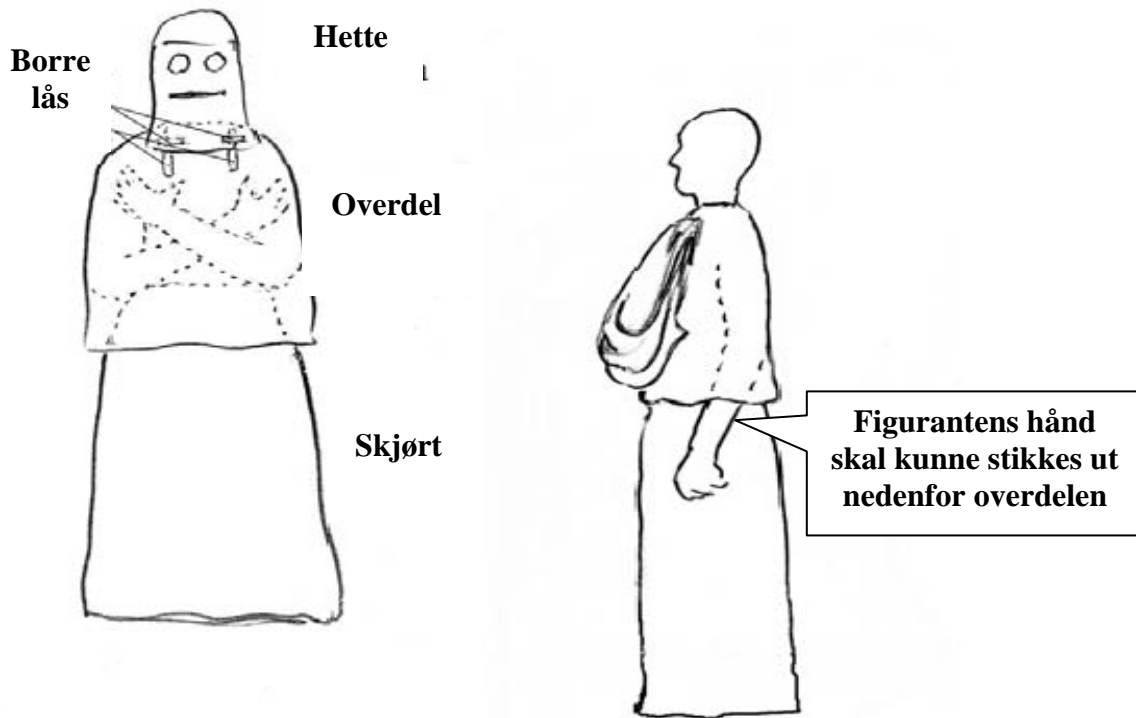 Hette
Borre
lås
Overdel
Skjørt
Figurantens hånd
skal kunne stikkes ut
nedenfor overdelen